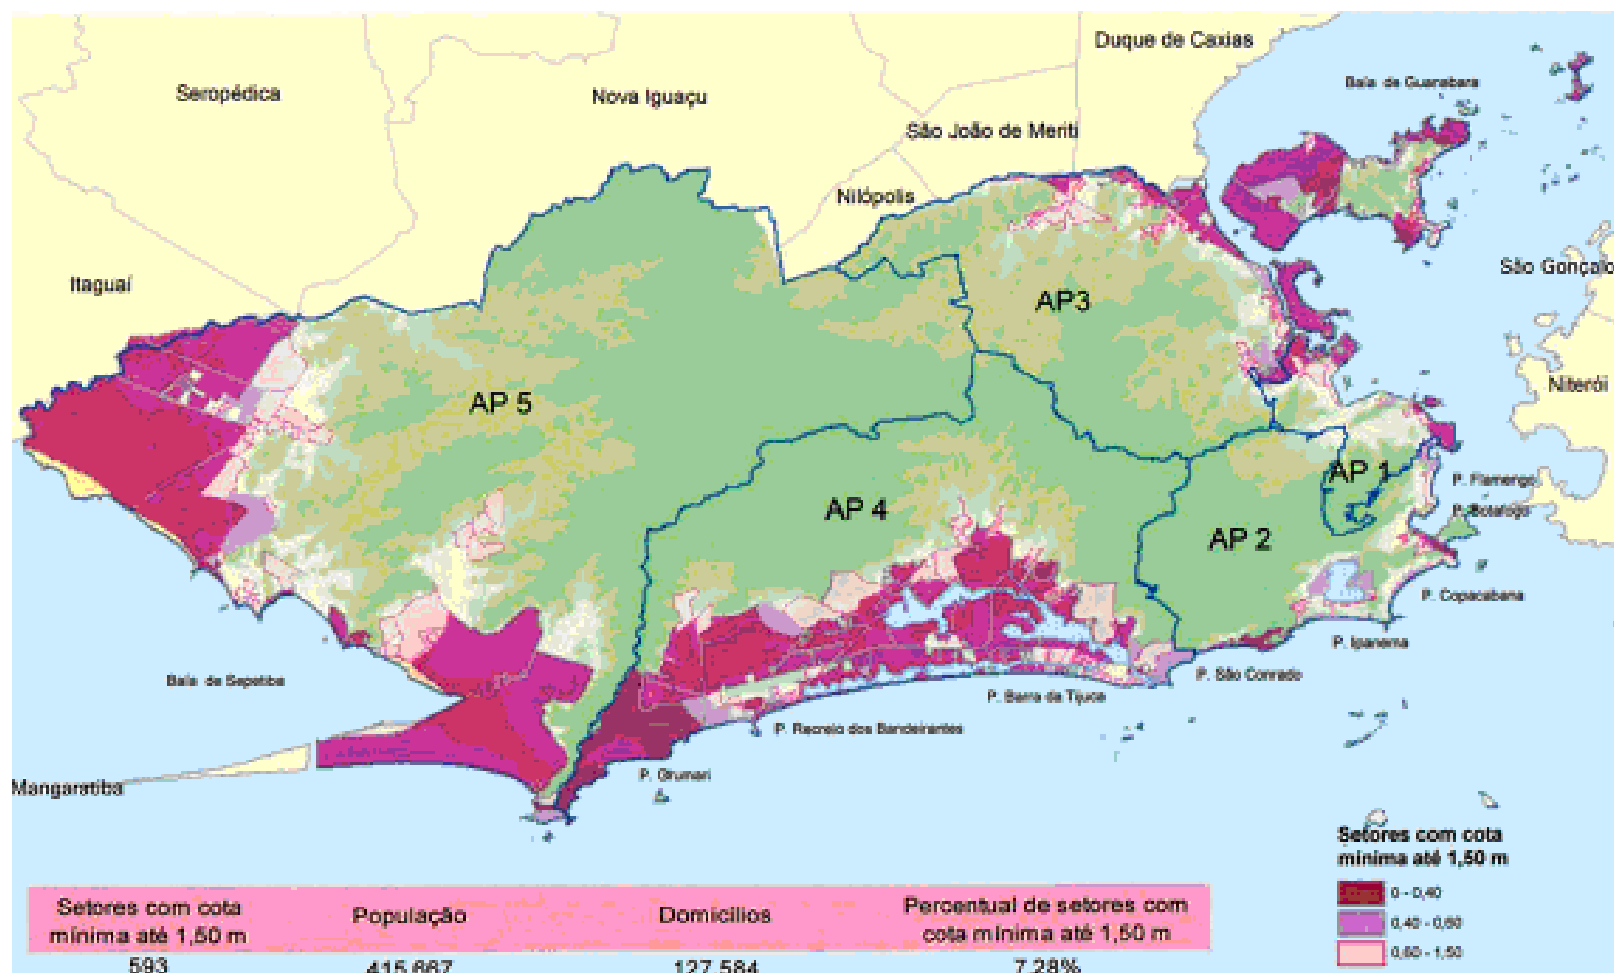 Duque de Caxias
Seropédica
Nova Iguaçu
Baía de Guanabara
São João de Meriti
Nilópolis
São Gonçalo
Itaguaí
AP3
Niterói
AP 5
AP 1
P. Flamengo
AP 4
P. Botafogo
AP 2
P. Copacabana
P. Ipanema
Baía de Sepetiba
P. São Conrado
P. Barra da Tijuca
P. Recreio dos Bandeirantes
P. Grumari
Mangaratiba
Setores com cota
mínima até 1,50 m
0 - 0,40
0,40 - 0,60
0,60 - 1,50
Setores com cota
mínima até 1,50 m
População
Domicílios
Percentual de setores com
cota mínima até 1,50 m
593
415.667
127.584
7,28%